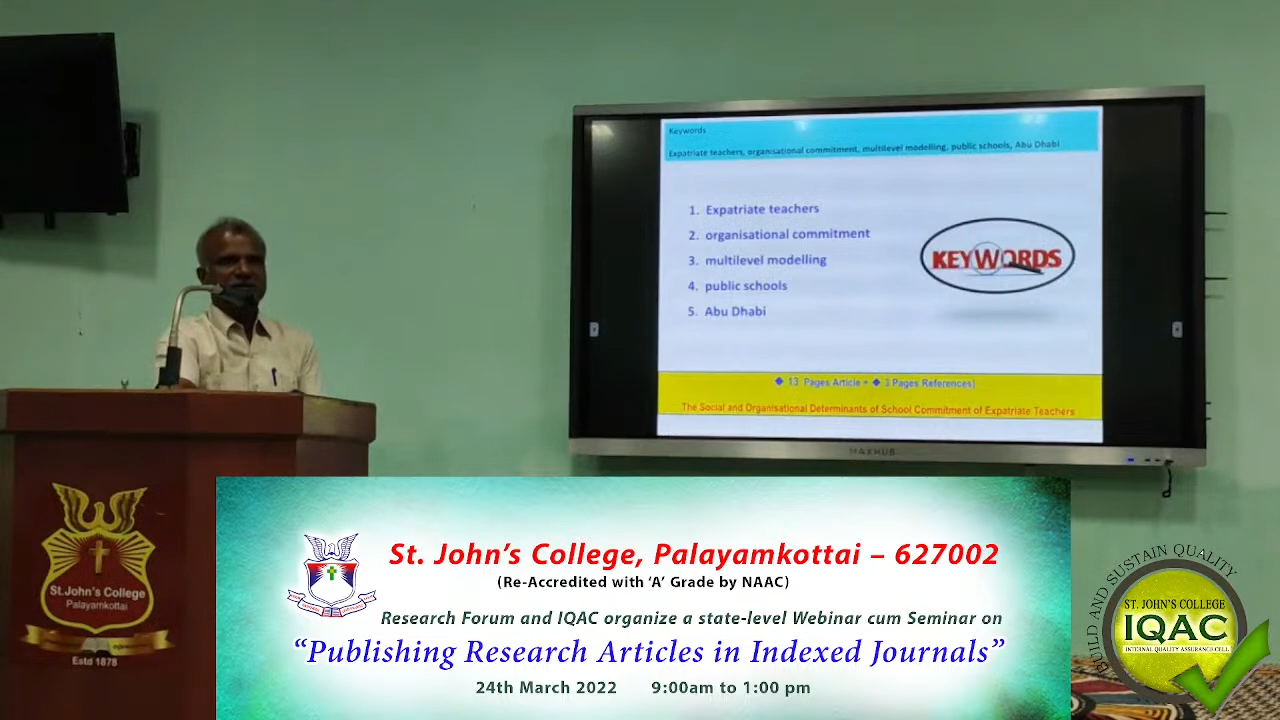 Keywords
Expatriate teachers, organisational commitment, multilevel modelling, public schools, Abu Dhabi
1. Expatriate teachers
2. organisational commitment
3. multilevel modelling
4. public schools
5. Abu Dhabi
KEYWORDS
◆ 13 Pages Article + ◆ 3 Pages References)
The Social and Organisational Determinants of School Commitment of Expatriate Teachers
MAXHUB
St.John's College
Palayamkottai
Estd 1878
St. John's College, Palayamkottai – 627002
(Re-Accredited with 'A' Grade by NAAC)
Research Forum and IQAC organize a state-level Webinar cum Seminar on
“Publishing Research Articles in Indexed Journals”
24th March 2022 9:00am to 1:00 pm
BUILD AND SUSTAIN QUALITY
ST. JOHN'S COLLEGE
IQAC
INTERNAL QUALITY ASSURANCE CELL